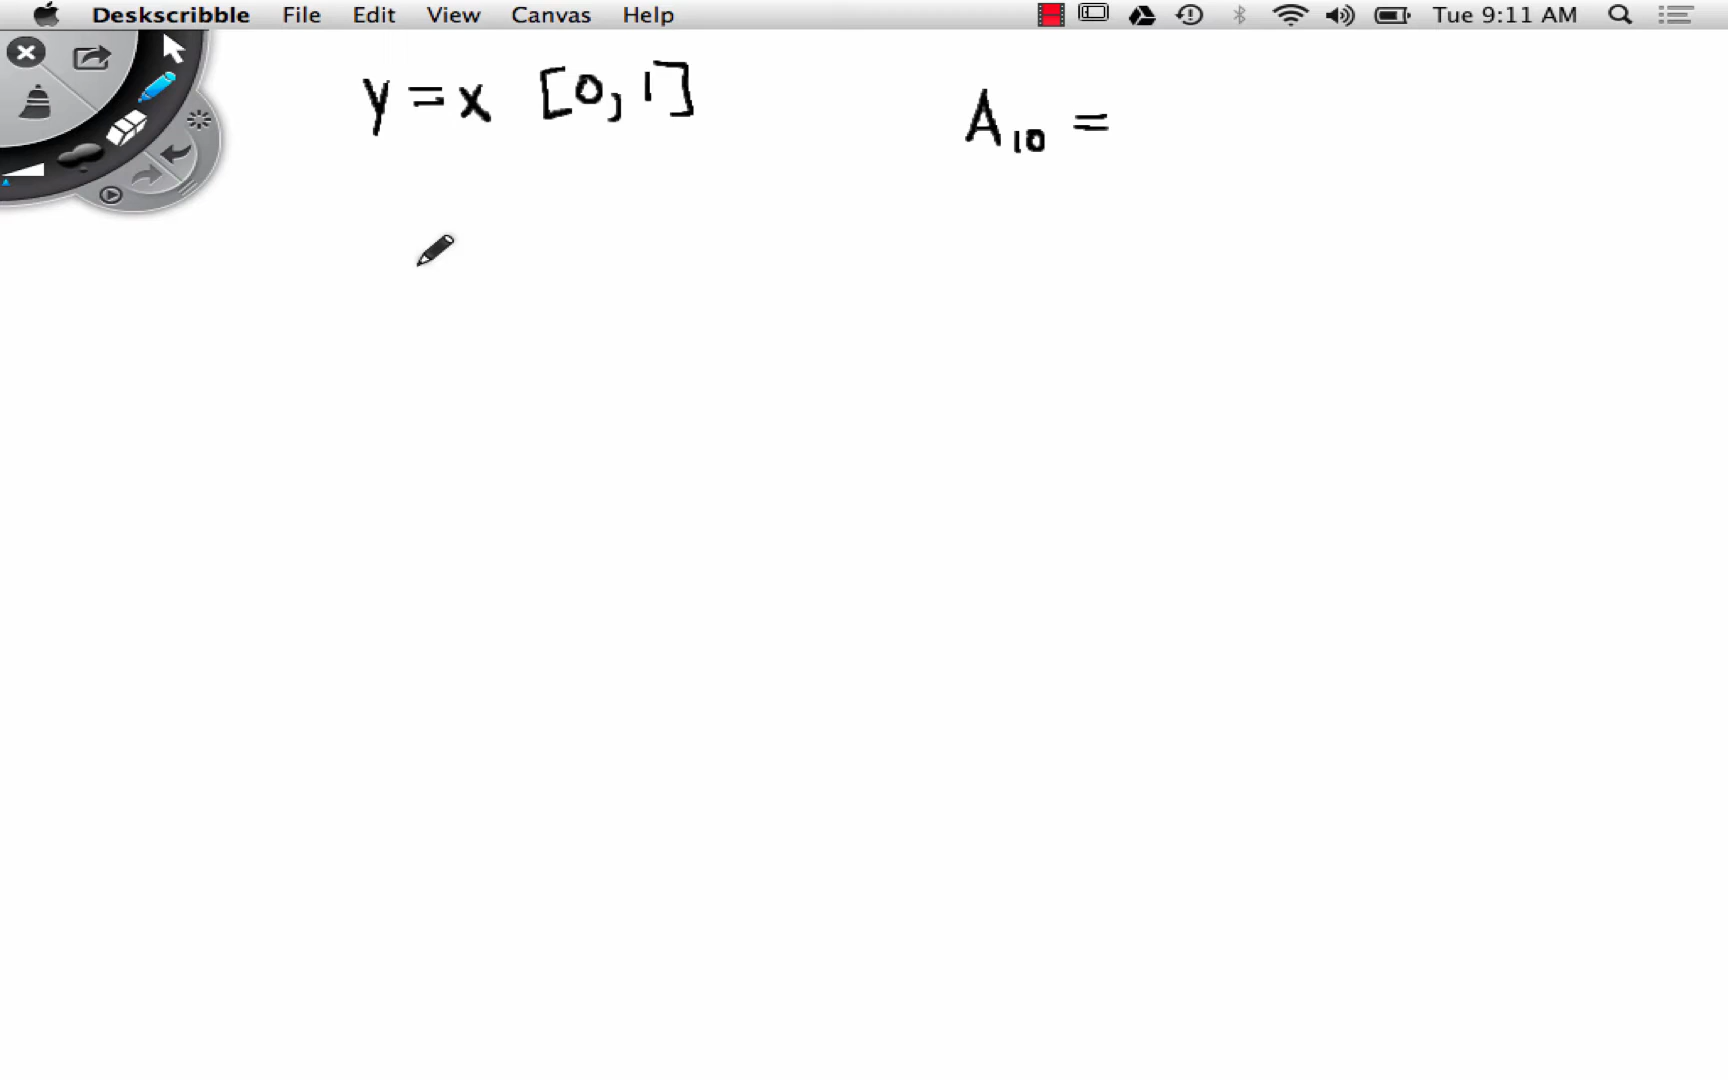 Deskscribble File Edit View Canvas Help Tue 9:11 AM
y = x [0, 1]
A₁₀ =